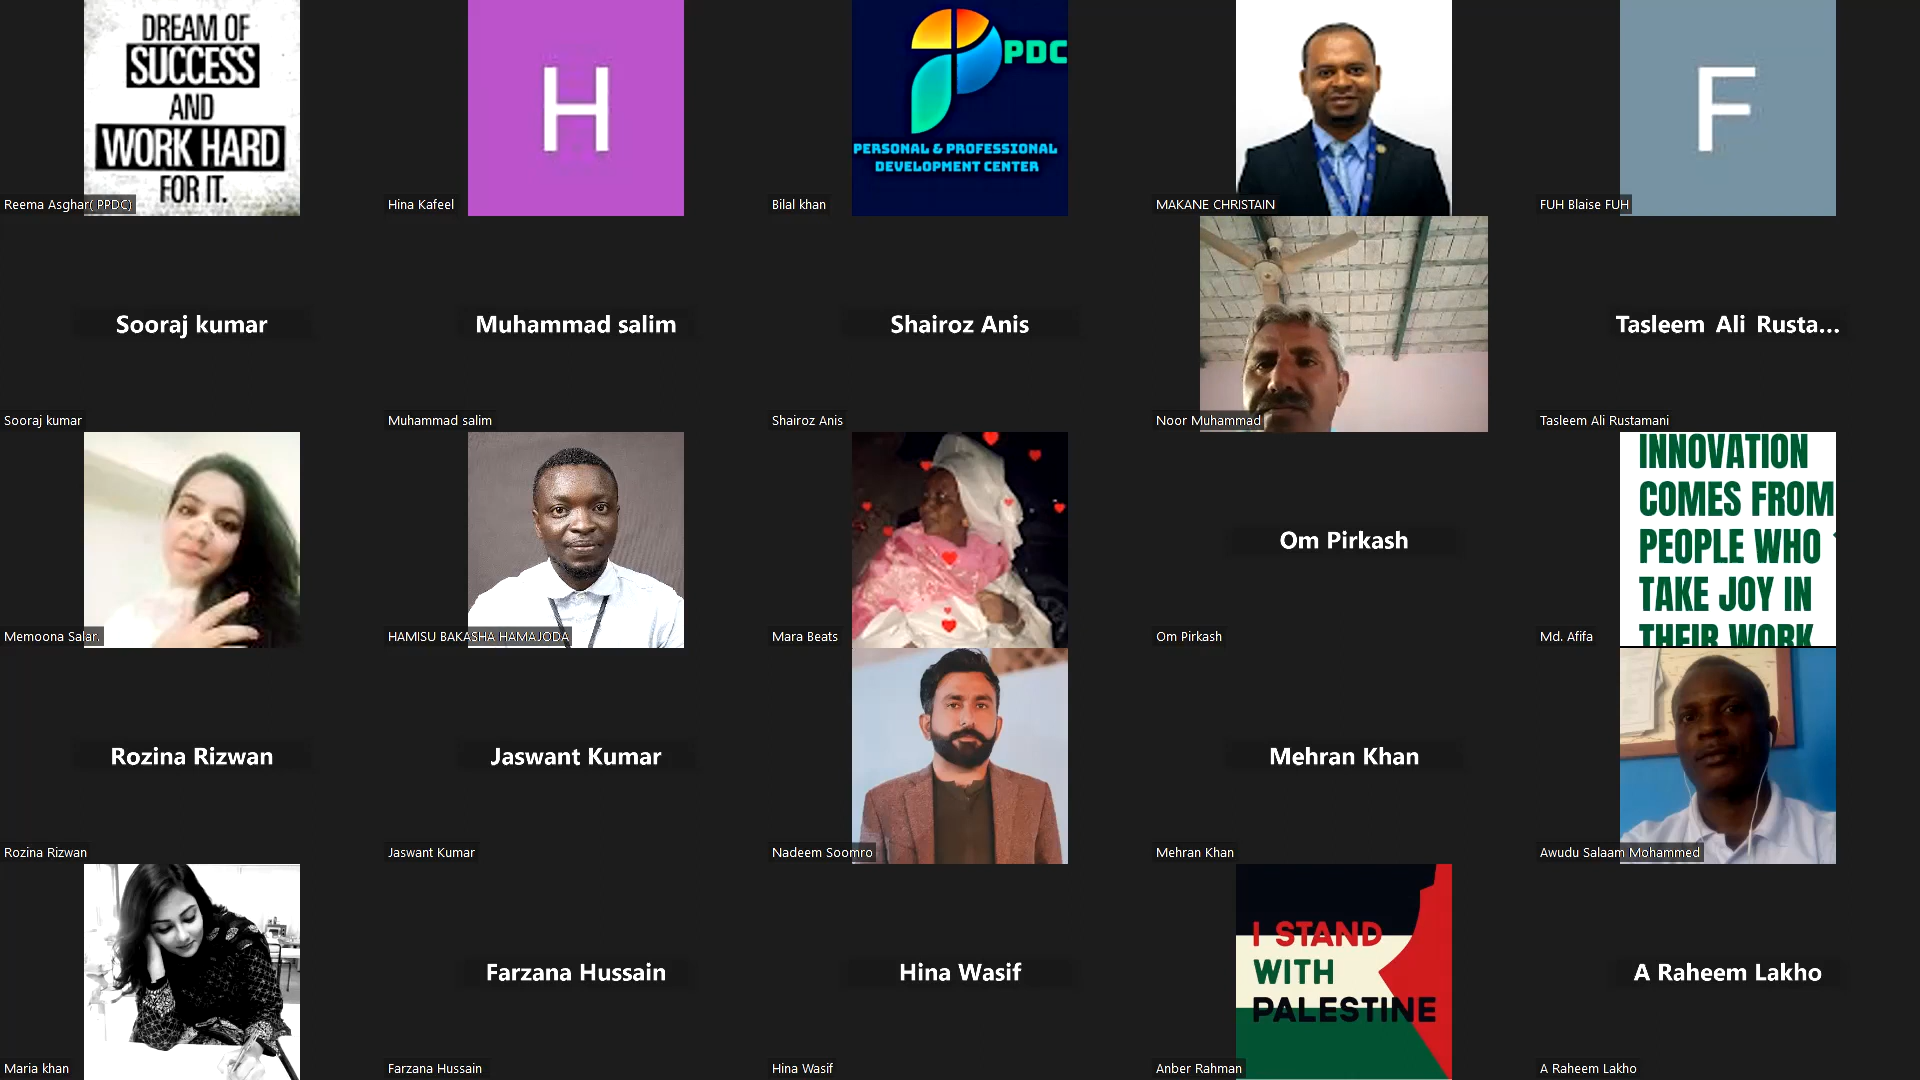 DREAM OF
SUCCESS
AND
WORK HARD
FOR IT.
Reema Asghar( PPDC)
H
Hina Kafeel
PPDC
PERSONAL & PROFESSIONAL
DEVELOPMENT CENTER
Bilal khan
MAKANE CHRISTAIN
F
FUH Blaise FUH
Sooraj kumar
Sooraj kumar
Muhammad salim
Muhammad salim
Shairoz Anis
Shairoz Anis
Noor Muhammad
Tasleem Ali Rusta...
Tasleem Ali Rustamani
Memoona Salar.
HAMISU BAKASHA HAMAJODA
Mara Beats
Om Pirkash
Om Pirkash
INNOVATION
COMES FROM
PEOPLE WHO
TAKE JOY IN
THEIR WORK
Md. Afifa
Rozina Rizwan
Rozina Rizwan
Jaswant Kumar
Jaswant Kumar
Nadeem Soomro
Mehran Khan
Mehran Khan
Awudu Salaam Mohammed
Maria khan
Farzana Hussain
Farzana Hussain
Hina Wasif
Hina Wasif
I STAND
WITH
PALESTINE
Anber Rahman
A Raheem Lakho
A Raheem Lakho